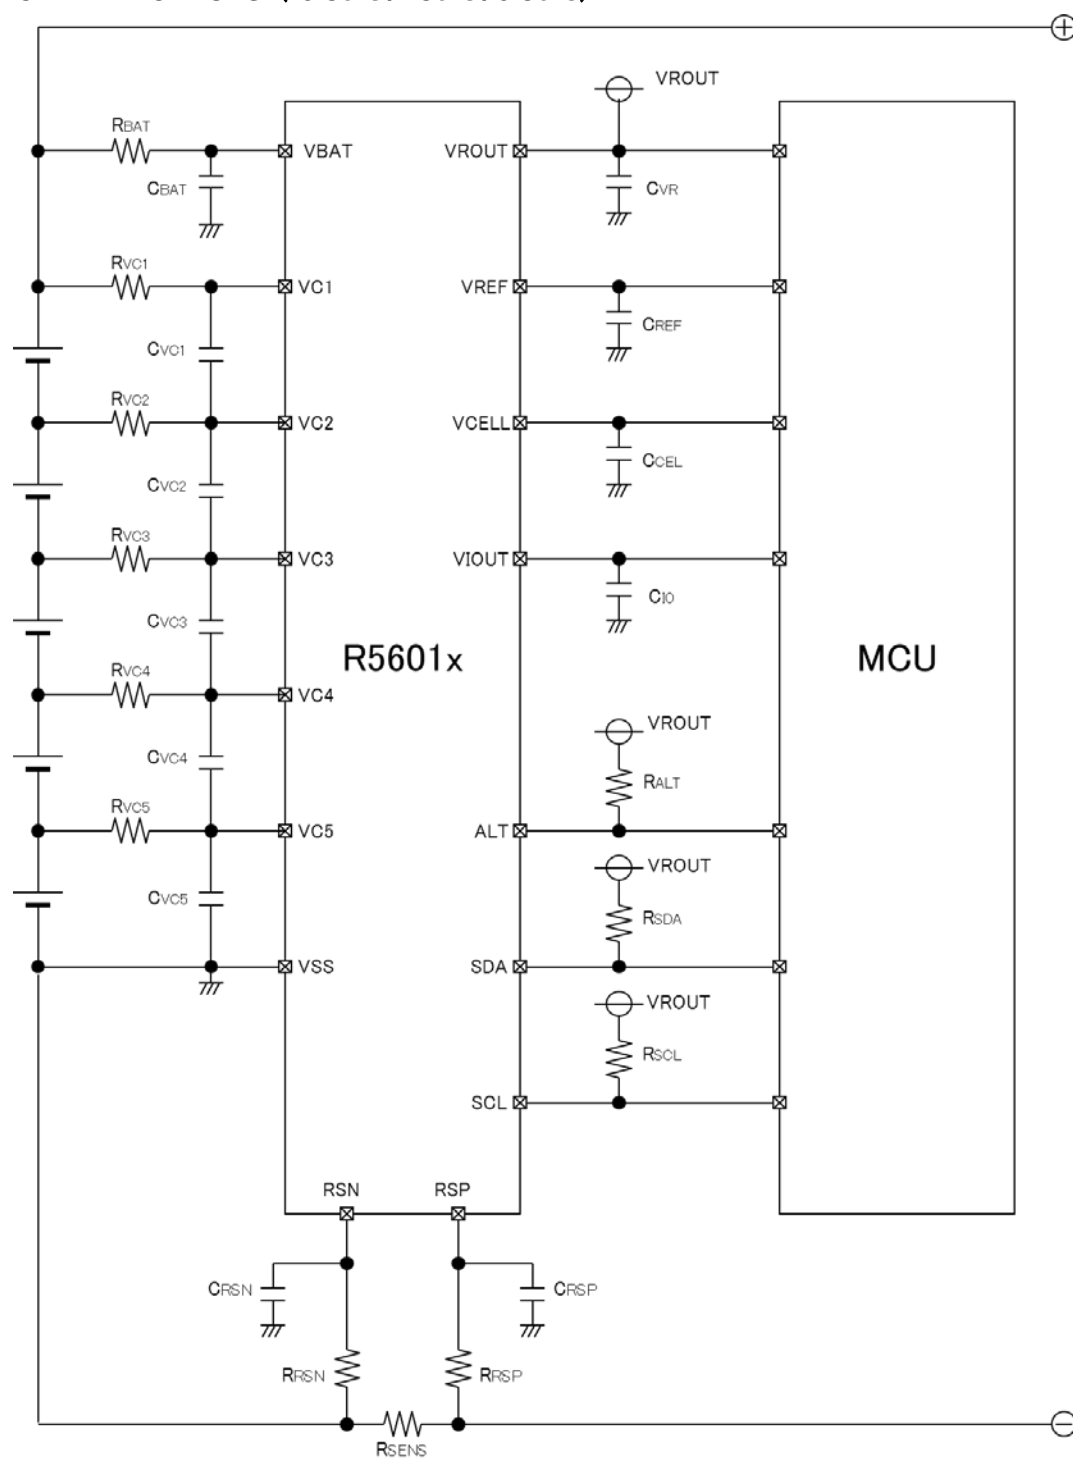 VROUT
RBAT
VBAT
VROUT
CBAT
CVR
RVC1
VC1
VREF
CREF
CVC1
RVC2
VC2
VCELL
CCEL
CVC2
RVC3
VC3
VIOUT
CIO
CVC3
R5601x
MCU
RVC4
VC4
VROUT
CVC4
RALT
RVC5
VC5
ALT
VROUT
CVC5
RSDA
VSS
SDA
VROUT
RSCL
SCL
RSN
RSP
CRSN
CRSP
RRSN
RRSP
RSENS